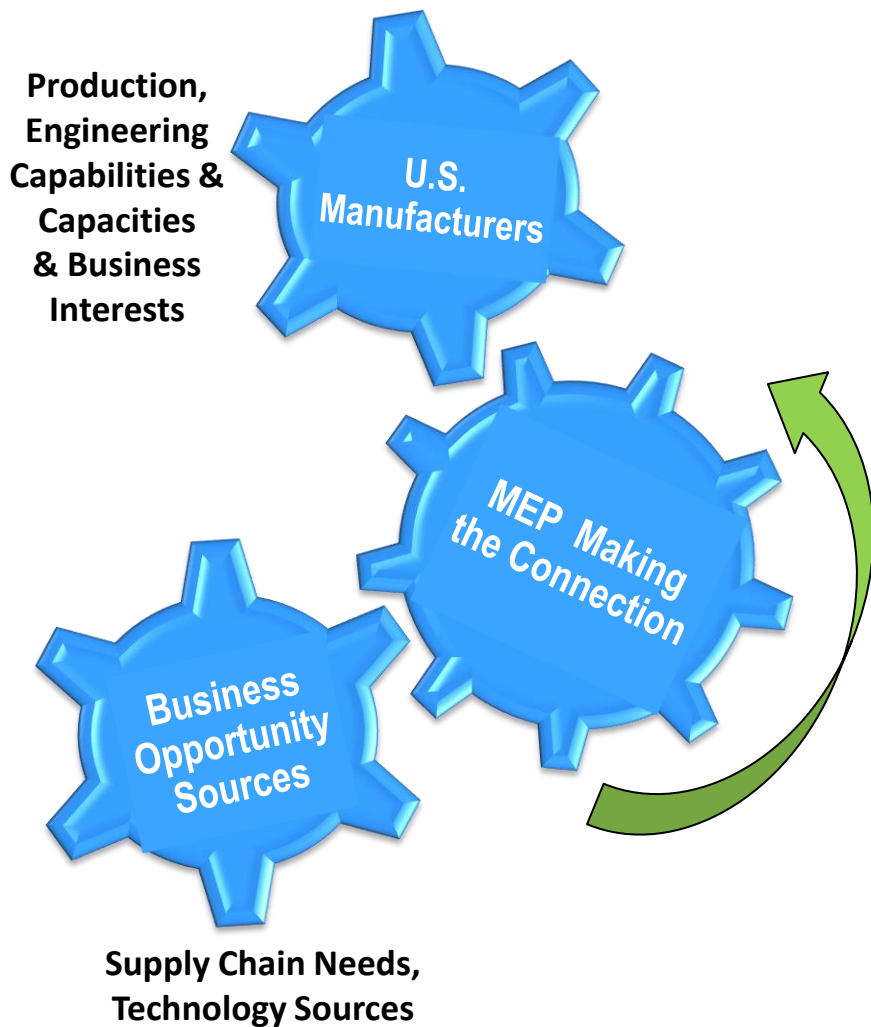 Production,
Engineering
Capabilities &
Capacities
& Business
Interests
U.S.
Manufacturers
MEP Making
the Connection
Business
Opportunity
Sources
Supply Chain Needs,
Technology Sources